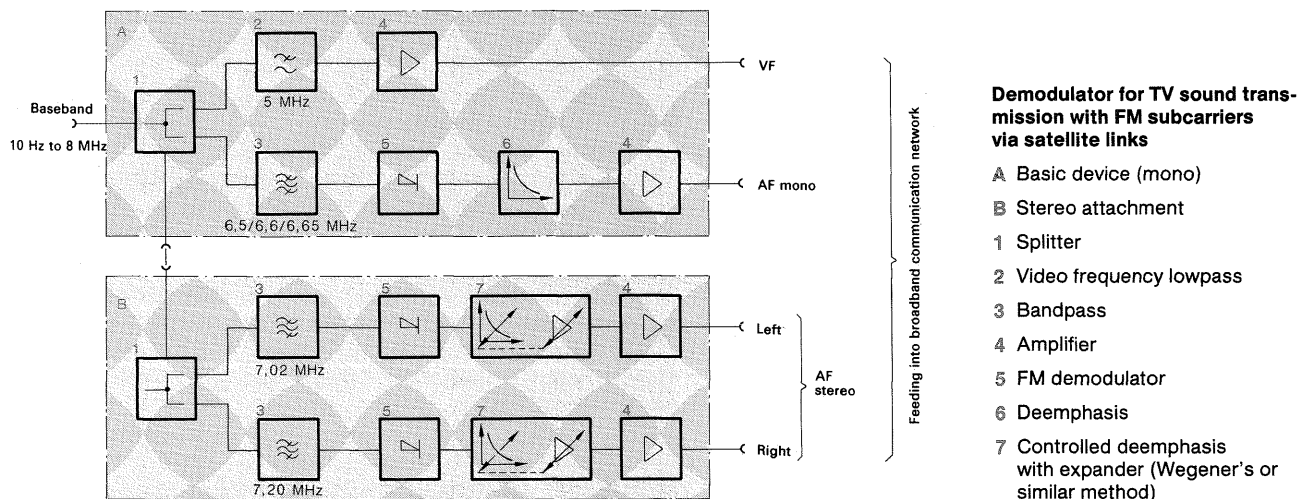 A
2
4
VF
1
5 MHz
Baseband
10 Hz to 8 MHz
3
5
6
4
AF mono
6,5/6,6/6,65 MHz
B
3
5
7
4
Left
1
7,02 MHz
AF
stereo
3
5
7
4
Right
7,20 MHz
Feeding into broadband communication network
Demodulator for TV sound trans-
mission with FM subcarriers
via satellite links
A Basic device (mono)
B Stereo attachment
1 Splitter
2 Video frequency lowpass
3 Bandpass
4 Amplifier
5 FM demodulator
6 Deemphasis
7 Controlled deemphasis
with expander (Wegener's or
similar method)